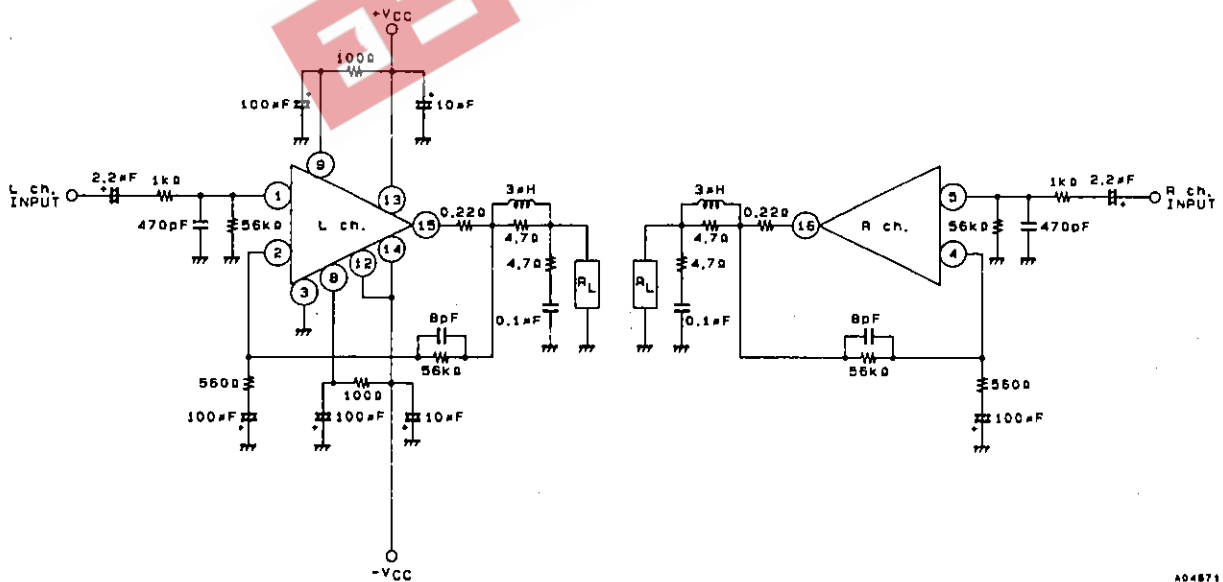 +VCC
100Ω
100µF
10µF
9
L ch.
INPUT
2.2µF
+
1kΩ
1
13
470pF
56kΩ
L ch.
15
0.22Ω
3µH
4.7Ω
4.7Ω
RL
0.1µF
2
14
12
8
3
8pF
56kΩ
560Ω
100µF
100Ω
100µF
10µF
-VCC
3µH
0.22Ω
4.7Ω
4.7Ω
RL
0.1µF
16
R ch.
5
4
1kΩ
2.2µF
+
R ch.
INPUT
56kΩ
470pF
8pF
56kΩ
560Ω
100µF
A04571